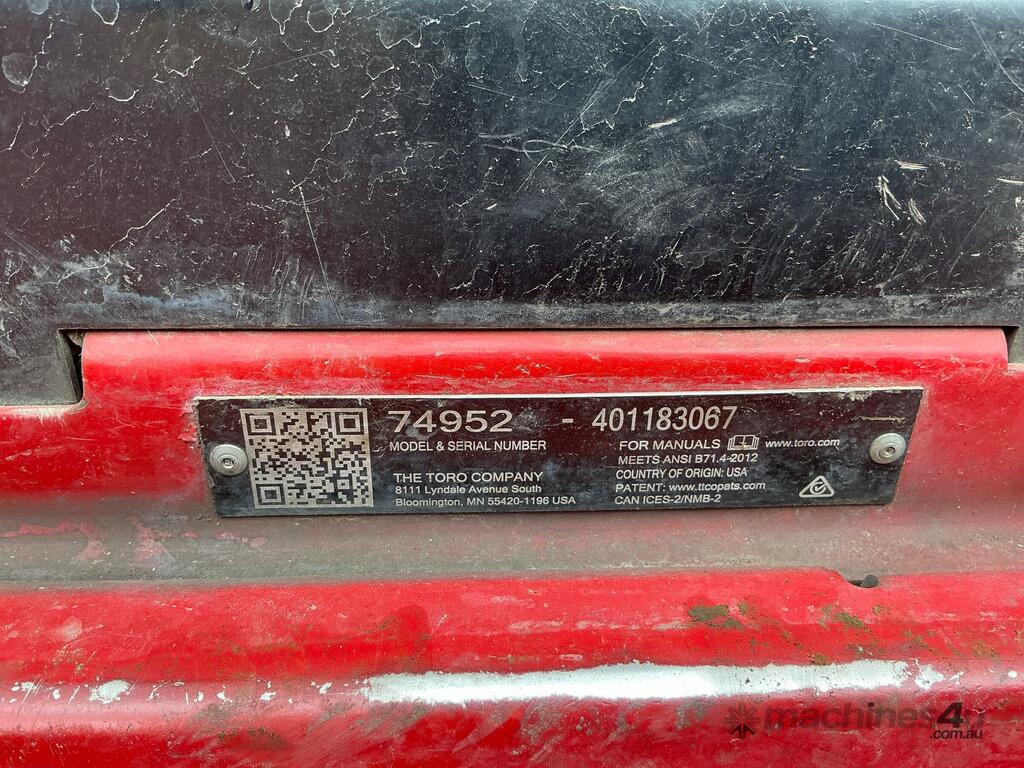 74952 - 401183067
MODEL & SERIAL NUMBER
FOR MANUALS www.toro.com
MEETS ANSI B71.4-2012
THE TORO COMPANY
COUNTRY OF ORIGIN: USA
8111 Lyndale Avenue South
PATENT: www.ttcopats.com
Bloomington, MN 55420-1196 USA
CAN ICES-2/NMB-2
machines4u
.com.au